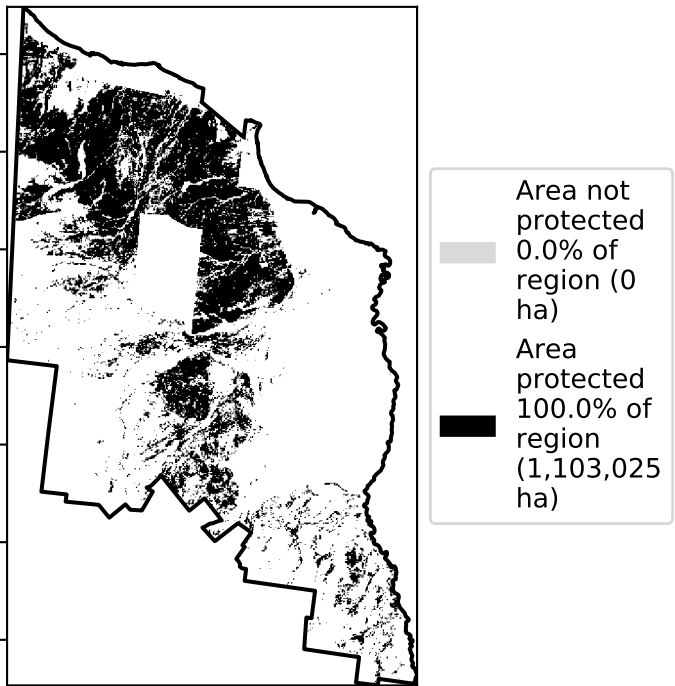 Area not
protected
0.0% of
region (0
ha)
Area
protected
100.0% of
region
(1,103,025
ha)